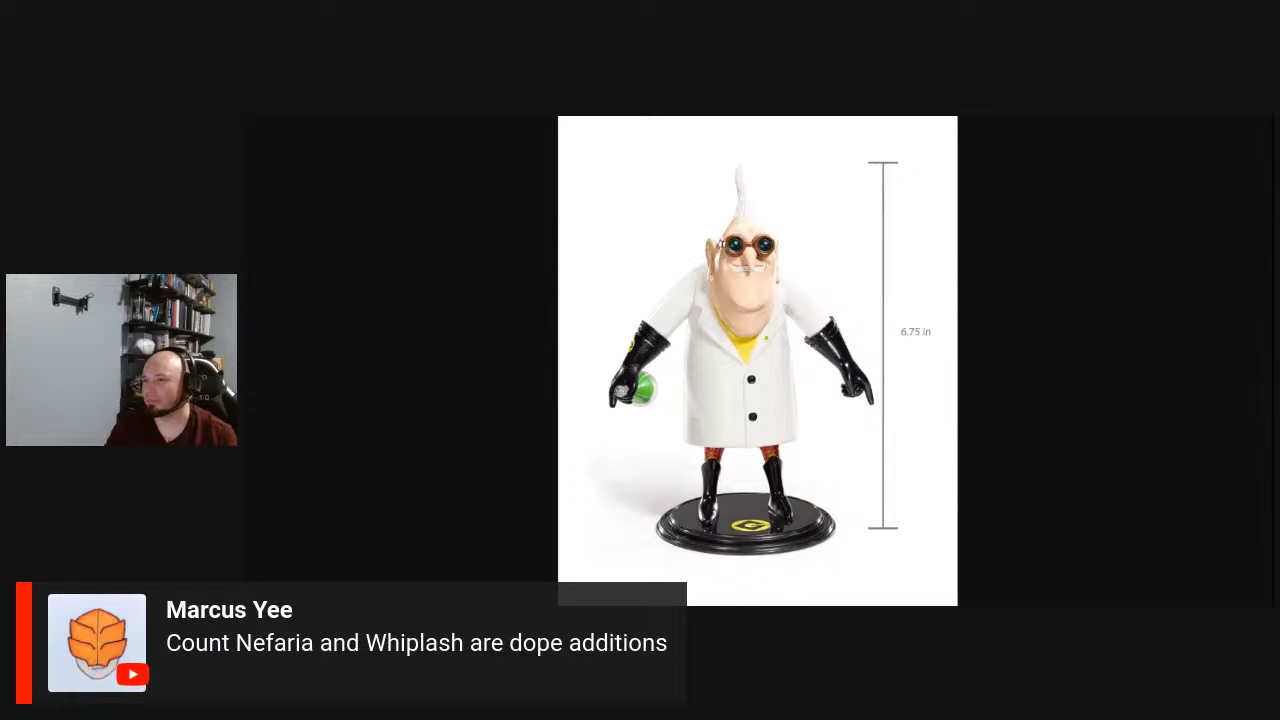 6.75 in
Marcus Yee
Count Nefaria and Whiplash are dope additions